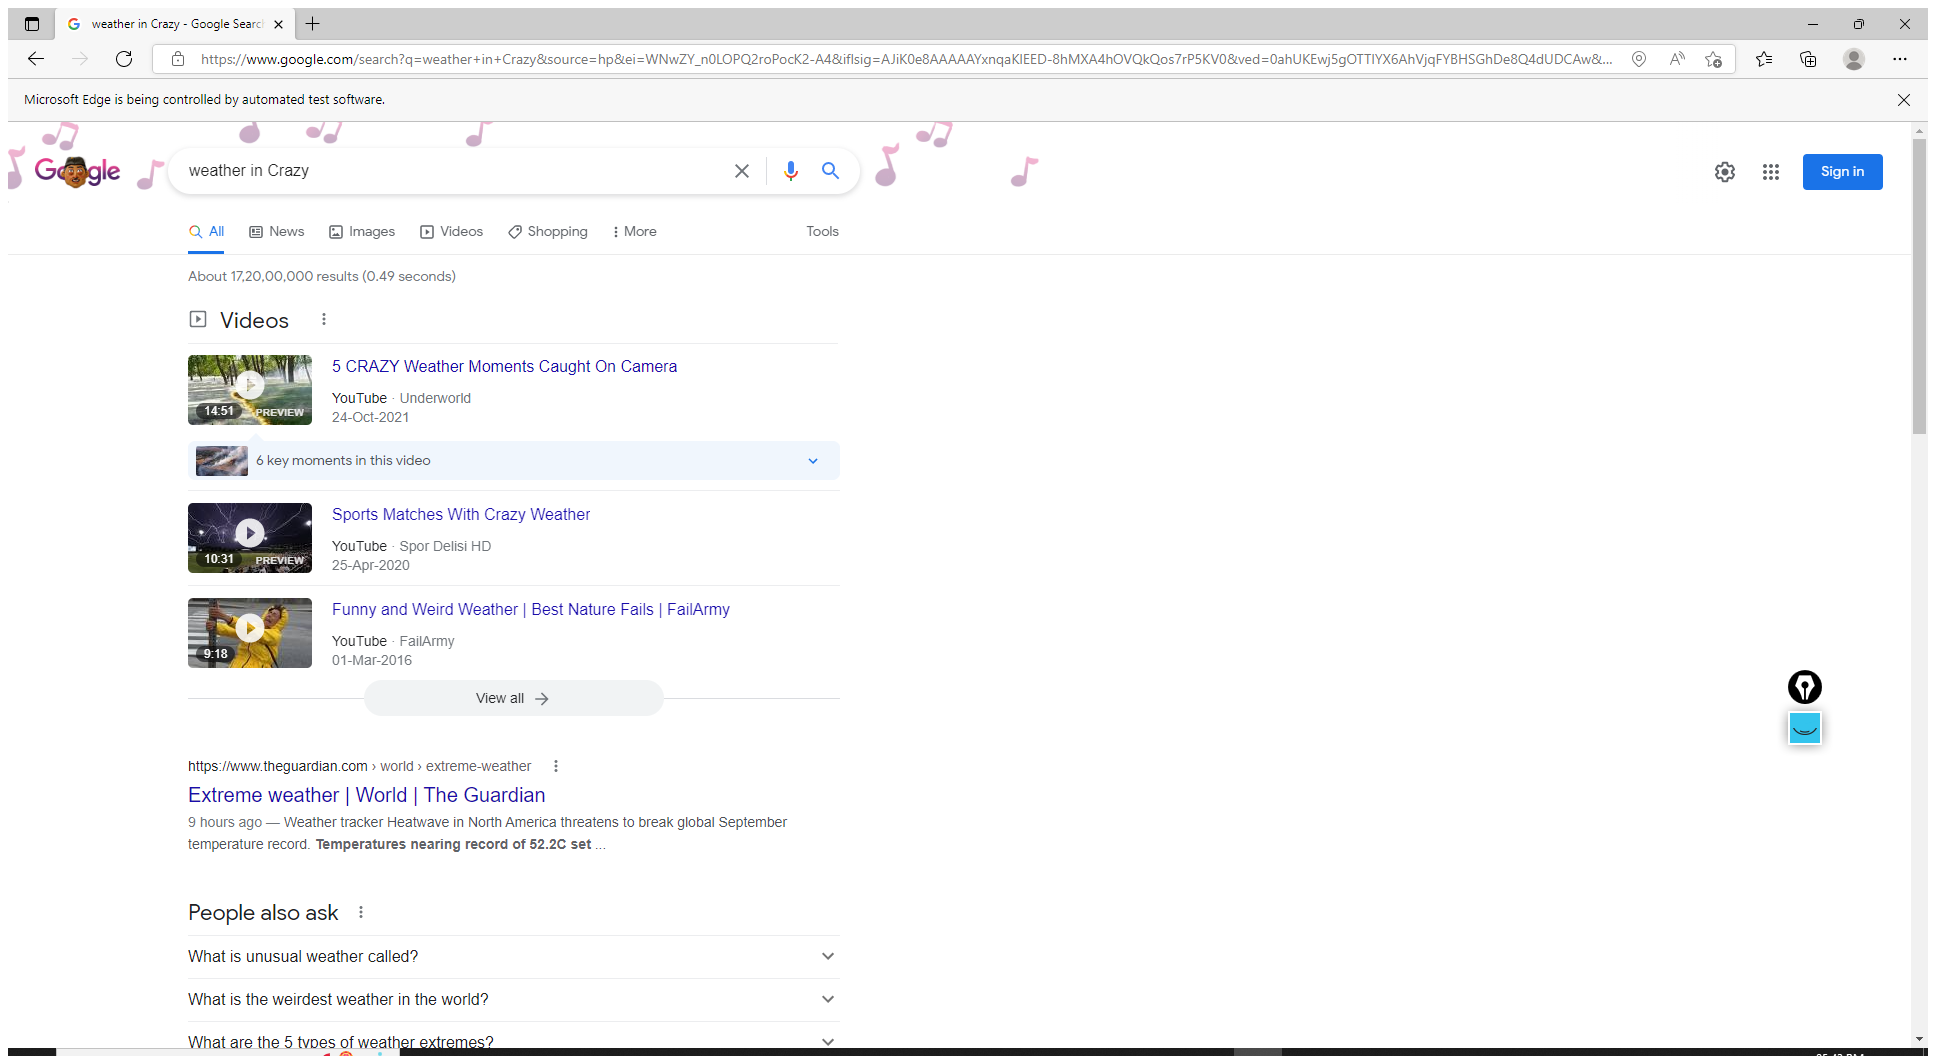 weather in Crazy - Google Searc
https://www.google.com/search?q=weather+in+Crazy&source=hp&ei=WNwZY_n0LOPQ2roPocK2-A4&iflsig=AJiK0e8AAAAAYxnqaKIEED-8hMXA4hOVQkQos7rP5KV0&ved=0ahUKEwj5gOTTIYX6AhVjqFYBHSGhDe8Q4dUDCAw&...
Microsoft Edge is being controlled by automated test software.
Google
weather in Crazy
Sign in
All News Images Videos Shopping More Tools
About 17,20,00,000 results (0.49 seconds)
Videos
5 CRAZY Weather Moments Caught On Camera
YouTube · Underworld
24-Oct-2021
14:51 PREVIEW
6 key moments in this video
Sports Matches With Crazy Weather
YouTube · Spor Delisi HD
25-Apr-2020
10:31 PREVIEW
Funny and Weird Weather | Best Nature Fails | FailArmy
YouTube · FailArmy
01-Mar-2016
9:18
View all
https://www.theguardian.com › world › extreme-weather
Extreme weather | World | The Guardian
9 hours ago — Weather tracker Heatwave in North America threatens to break global September
temperature record. Temperatures nearing record of 52.2C set ...
People also ask
What is unusual weather called?
What is the weirdest weather in the world?
What are the 5 types of weather extremes?